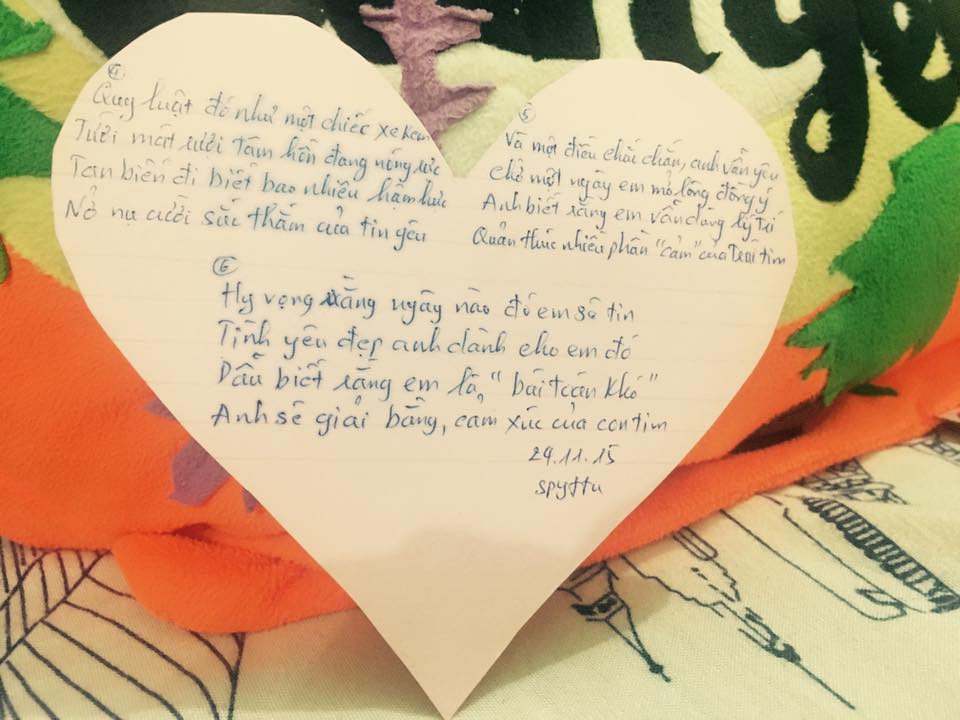 4.
Quy luật đó như một chiếc xe kem
Tưới mát rượi tâm hồn đang nóng rực
Tan biến đi biết bao nhiêu hậm hực
Nở nụ cười sắc thắm của tin yêu
5
Và một điều chắc chắn, anh vẫn yêu
Chờ một ngày em mở lòng đồng ý
Anh biết rằng em vẫn dùng lý trí
Quản thúc nhiều phần "cảm" của trái tim
6
Hy vọng rằng ngày nào đó em sẽ tin
Tình yêu đẹp anh dành cho em đó
Dẫu biết rằng em là "bài toán khó"
Anh sẽ giải bằng, cảm xúc của con tim
29.11.15
spyttu